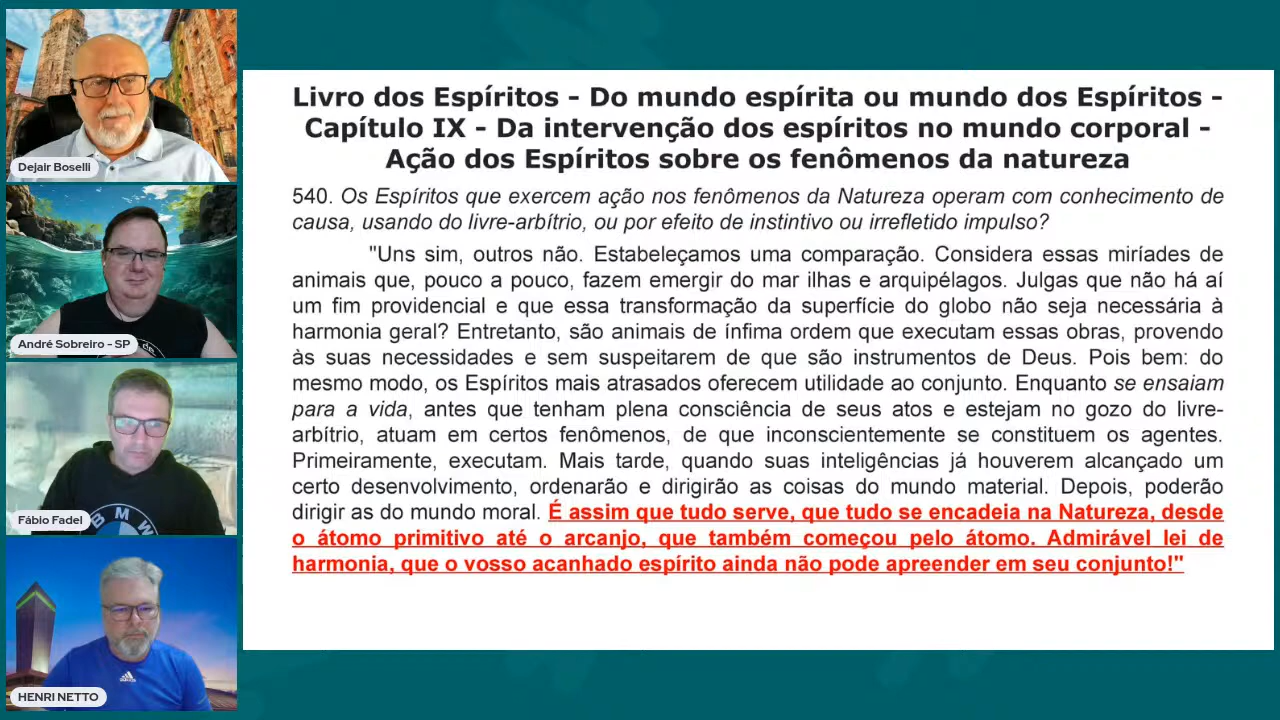 Dejair Boselli
André Sobreiro - SP
Fábio Fadel
BMW
HENRI NETTO
adidas
Livro dos Espíritos - Do mundo espírita ou mundo dos Espíritos -
Capítulo IX - Da intervenção dos espíritos no mundo corporal -
Ação dos Espíritos sobre os fenômenos da natureza
540. Os Espíritos que exercem ação nos fenômenos da Natureza operam com conhecimento de
causa, usando do livre-arbítrio, ou por efeito de instintivo ou irrefletido impulso?
"Uns sim, outros não. Estabeleçamos uma comparação. Considera essas miríades de
animais que, pouco a pouco, fazem emergir do mar ilhas e arquipélagos. Julgas que não há aí
um fim providencial e que essa transformação da superfície do globo não seja necessária à
harmonia geral? Entretanto, são animais de ínfima ordem que executam essas obras, provendo
às suas necessidades e sem suspeitarem de que são instrumentos de Deus. Pois bem: do
mesmo modo, os Espíritos mais atrasados oferecem utilidade ao conjunto. Enquanto se ensaiam
para a vida, antes que tenham plena consciência de seus atos e estejam no gozo do livre-
arbítrio, atuam em certos fenômenos, de que inconscientemente se constituem os agentes.
Primeiramente, executam. Mais tarde, quando suas inteligências já houverem alcançado um
certo desenvolvimento, ordenarão e dirigirão as coisas do mundo material. Depois, poderão
dirigir as do mundo moral. É assim que tudo serve, que tudo se encadeia na Natureza, desde
o átomo primitivo até o arcanjo, que também começou pelo átomo. Admirável lei de
harmonia, que o vosso acanhado espírito ainda não pode apreender em seu conjunto!"